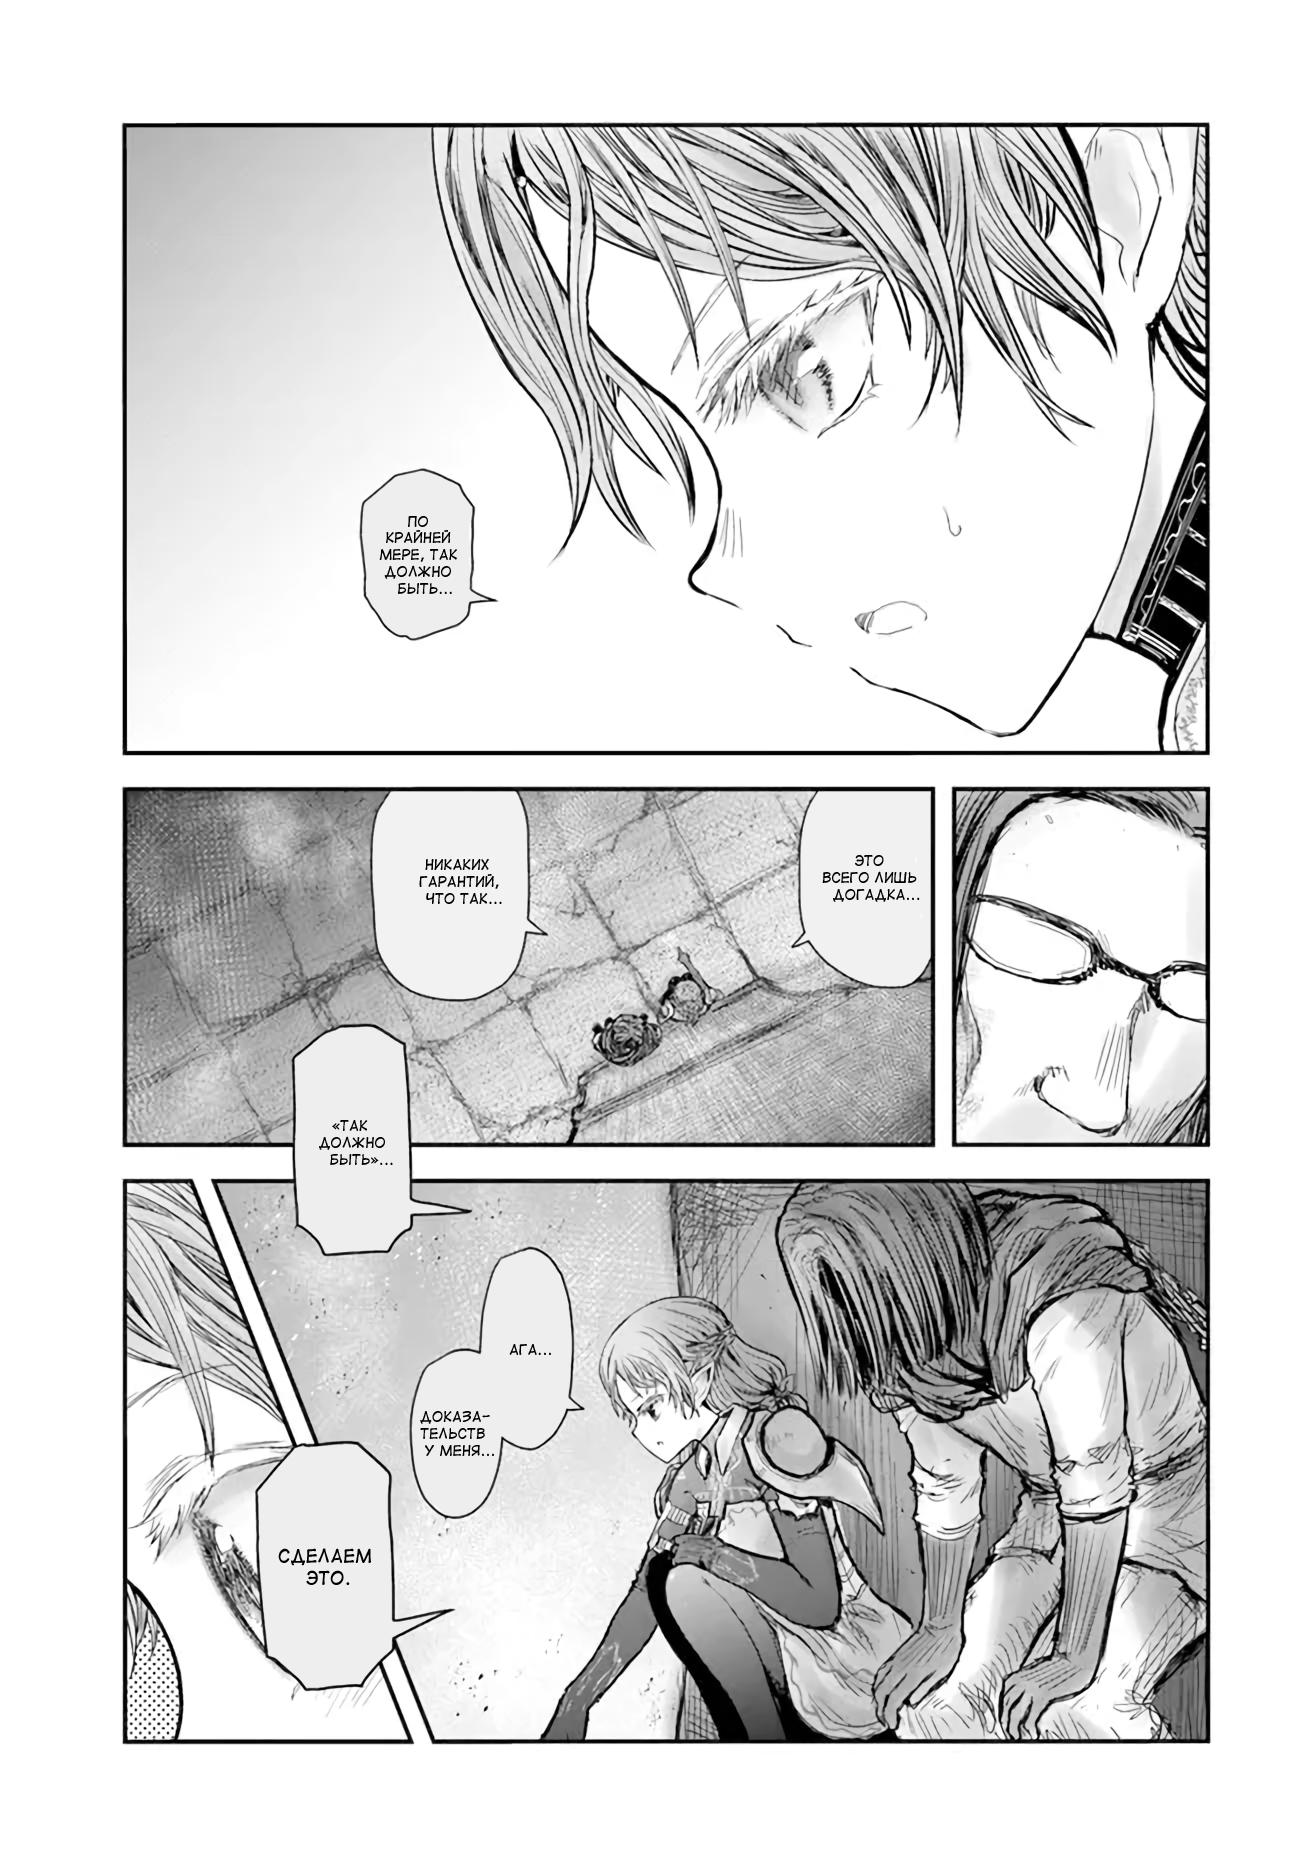 ПО
КРАЙНЕЙ
МЕРЕ, ТАК
ДОЛЖНО
БЫТЬ...
ЭТО
ВСЕГО ЛИШЬ
ДОГАДКА...
НИКАКИХ
ГАРАНТИЙ,
ЧТО ТАК...
«ТАК
ДОЛЖНО
БЫТЬ»...
АГА...
ДОКАЗА-
ТЕЛЬСТВ
У МЕНЯ...
СДЕЛАЕМ
ЭТО.